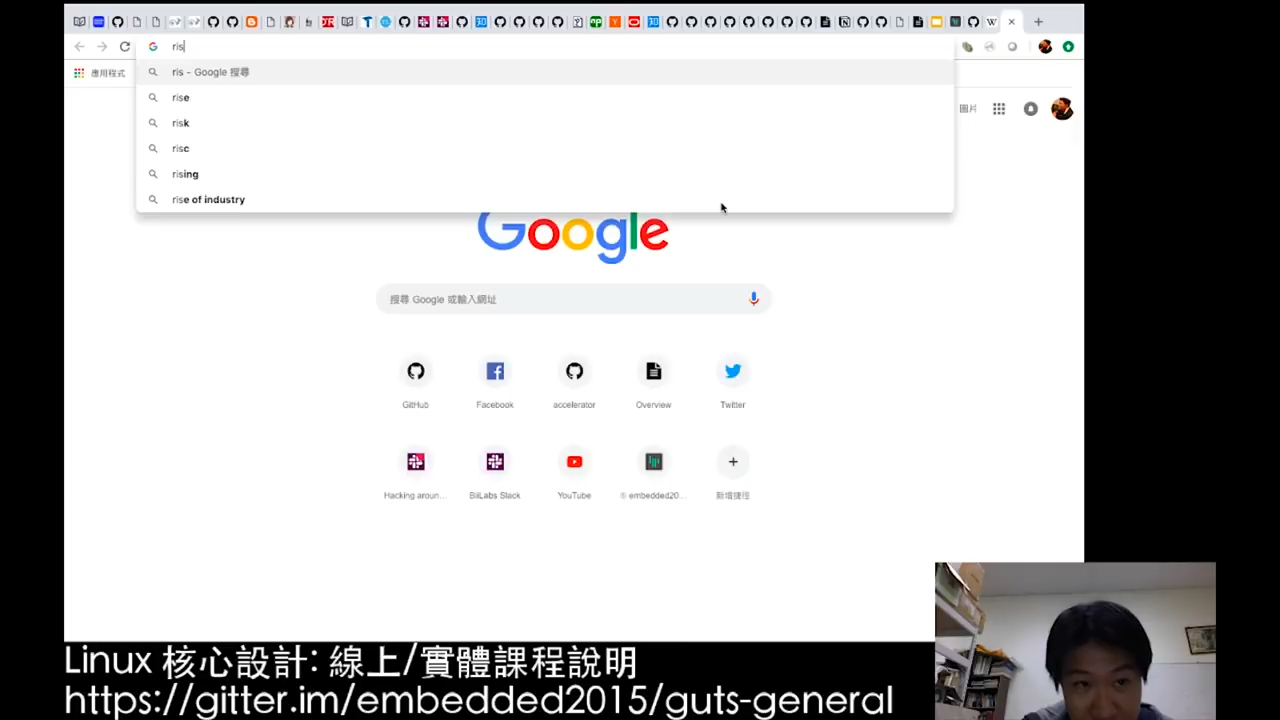 ris
ris - Google 搜尋
應用程式
rise
risk
圖片
risc
rising
rise of industry
Google
搜尋 Google 或輸入網址
GitHub
Facebook
accelerator
Overview
Twitter
Hacking aroun...
BiiLabs Slack
YouTube
embedded20...
新增捷徑
Linux 核心設計: 線上/實體課程說明
https://gitter.im/embedded2015/guts-general